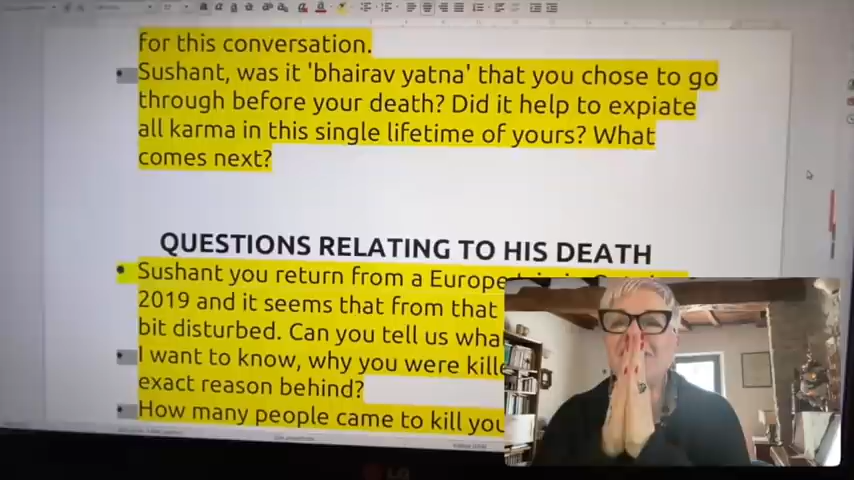 for this conversation.
Sushant, was it 'bhairav yatna' that you chose to go
through before your death? Did it help to expiate
all karma in this single lifetime of yours? What
comes next?
QUESTIONS RELATING TO HIS DEATH
Sushant you return from a Europe
2019 and it seems that from that
bit disturbed. Can you tell us wha
I want to know, why you were kille
exact reason behind?
How many people came to kill you
LG